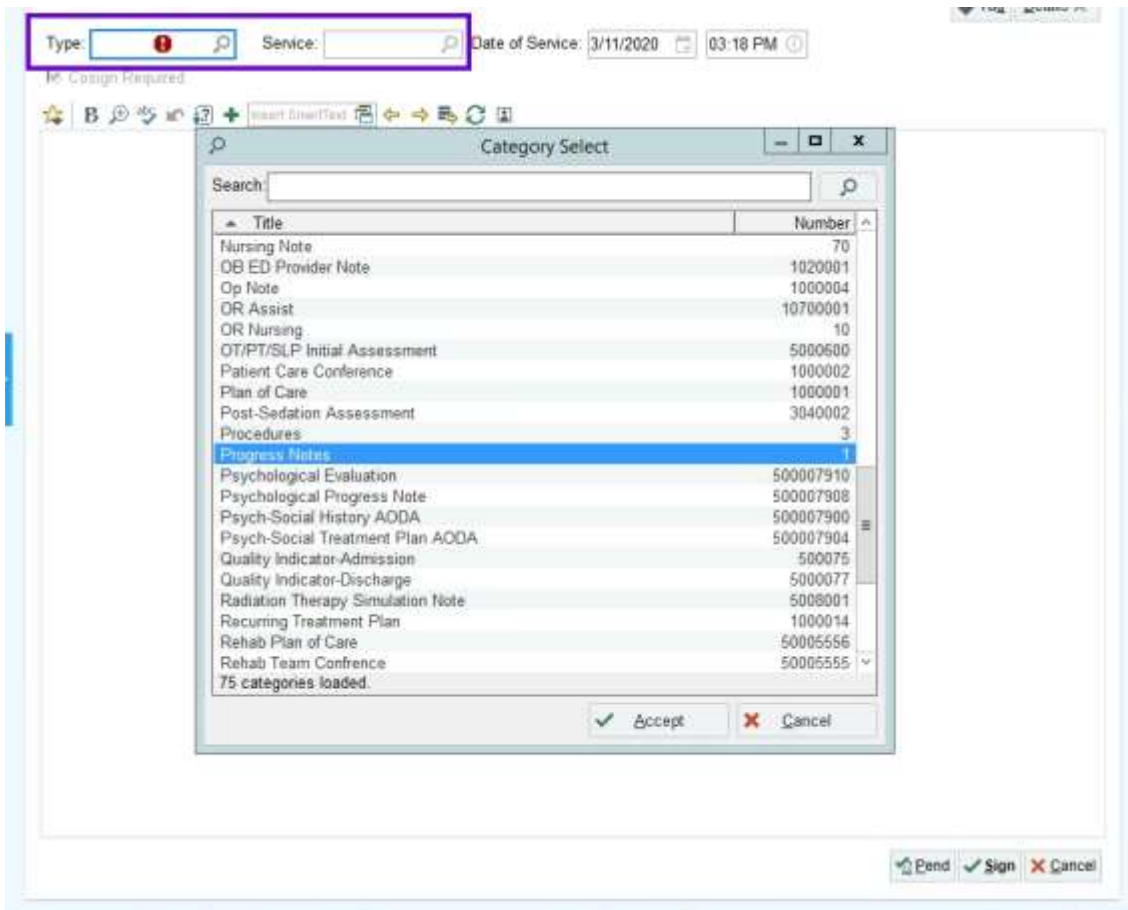 Type: Service: Date of Service: 3/11/2020 03:18 PM
Cosign Required
B Insert SmartText
Category Select
Search:
Title Number
Nursing Note 70
OB ED Provider Note 1020001
Op Note 1000004
OR Assist 10700001
OR Nursing 10
OT/PT/SLP Initial Assessment 5000600
Patient Care Conference 1000002
Plan of Care 1000001
Post-Sedation Assessment 3040002
Procedures 3
Progress Notes 1
Psychological Evaluation 500007910
Psychological Progress Note 500007908
Psych-Social History AODA 500007900
Psych-Social Treatment Plan AODA 500007904
Quality Indicator-Admission 500075
Quality Indicator-Discharge 5000077
Radiation Therapy Simulation Note 5008001
Recurring Treatment Plan 1000014
Rehab Plan of Care 50005556
Rehab Team Confrence 50005555
75 categories loaded.
Accept Cancel
Pend Sign Cancel